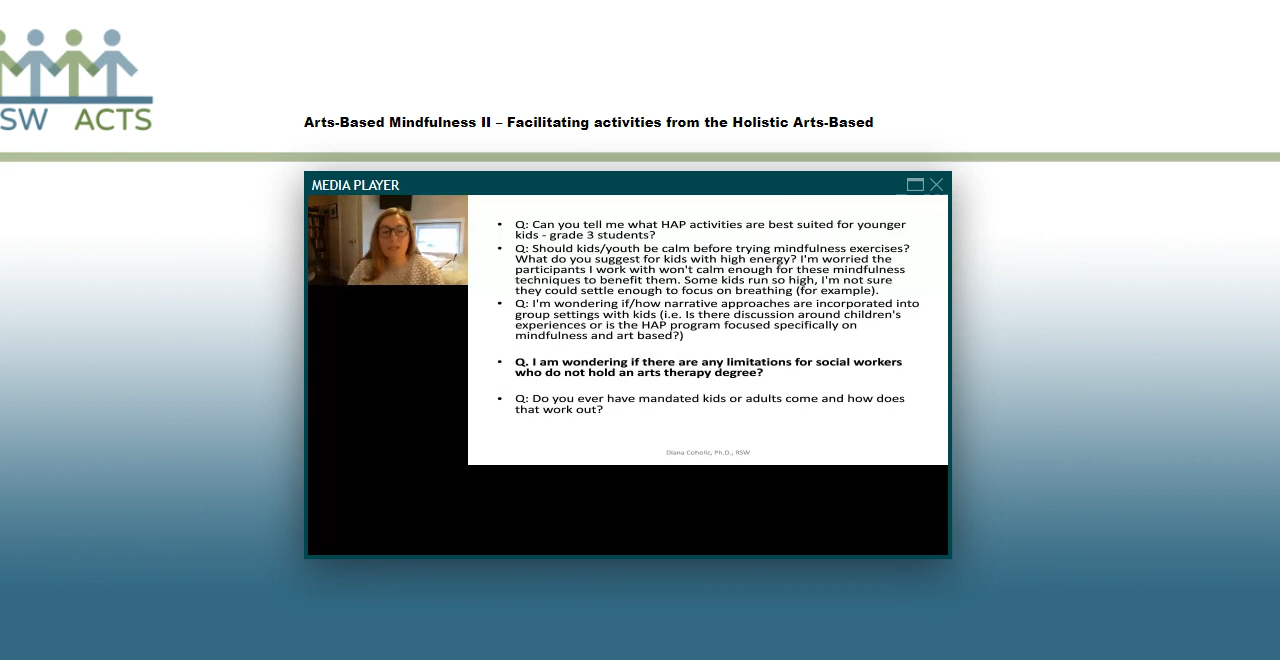 SW ACTS
Arts-Based Mindfulness II – Facilitating activities from the Holistic Arts-Based
MEDIA PLAYER
• Q: Can you tell me what HAP activities are best suited for younger
kids - grade 3 students?
• Q: Should kids/youth be calm before trying mindfulness exercises?
What do you suggest for kids with high energy? I'm worried the
participants I work with won't calm enough for these mindfulness
techniques to benefit them. Some kids run so high, I'm not sure
they could settle enough to focus on breathing (for example).
• Q: I'm wondering if/how narrative approaches are incorporated into
group settings with kids (i.e. Is there discussion around children's
experiences or is the HAP program focused specifically on
mindfulness and art based?)
• Q. I am wondering if there are any limitations for social workers
who do not hold an arts therapy degree?
• Q: Do you ever have mandated kids or adults come and how does
that work out?
Diana Coholic, Ph.D., RSW